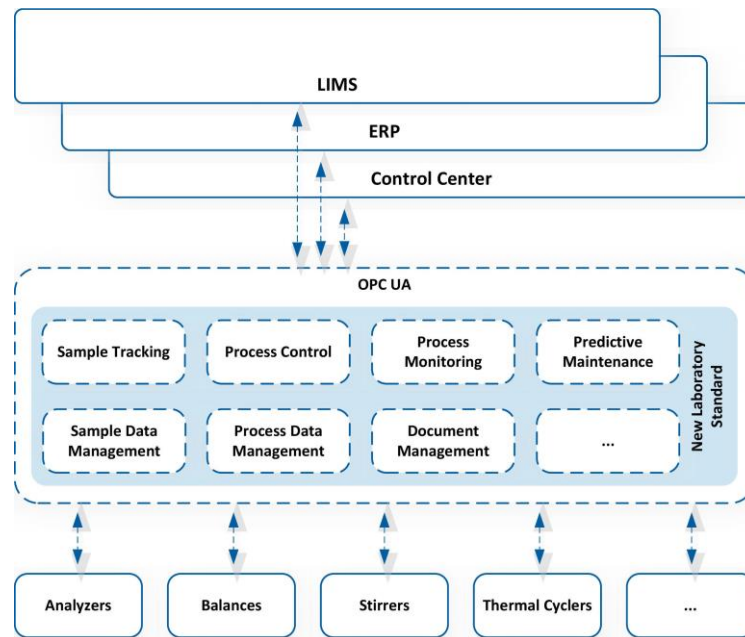 LIMS
ERP
Control Center
OPC UA
Sample Tracking
Process Control
Process
Monitoring
Predictive
Maintenance
Sample Data
Management
Process Data
Management
Document
Management
...
New Laboratory
Standard
Analyzers
Balances
Stirrers
Thermal Cyclers
...